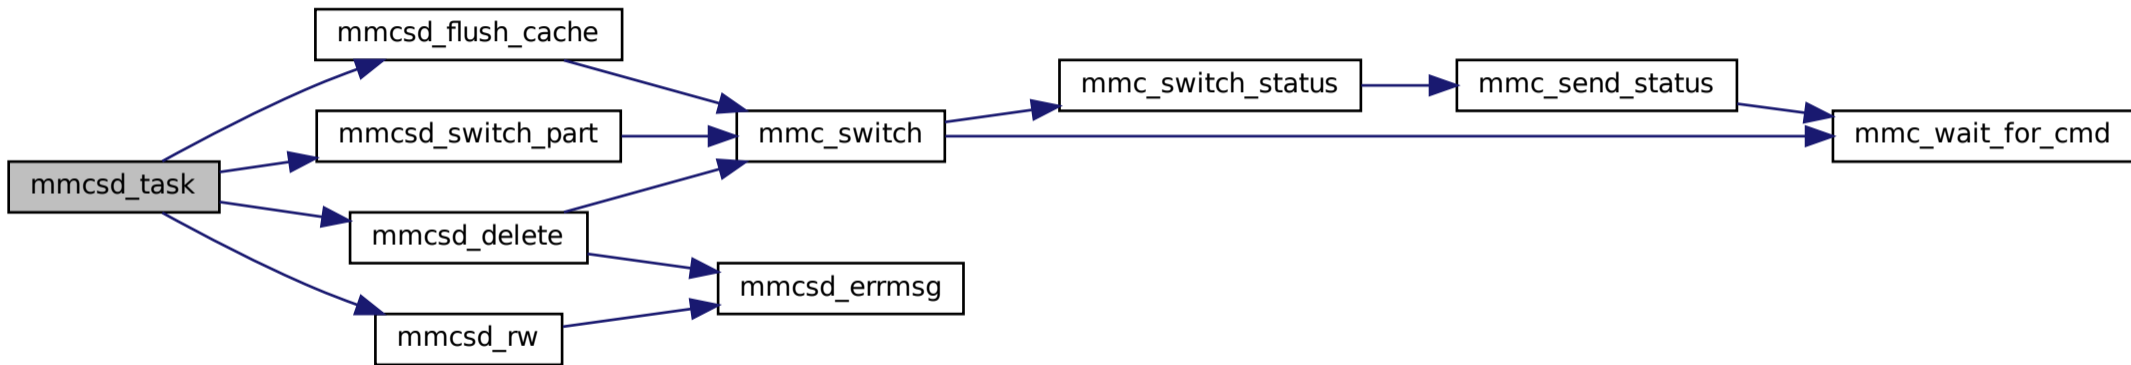 mmcsd_task
mmcsd_flush_cache
mmcsd_switch_part
mmcsd_delete
mmcsd_rw
mmc_switch
mmcsd_errmsg
mmc_switch_status
mmc_send_status
mmc_wait_for_cmd